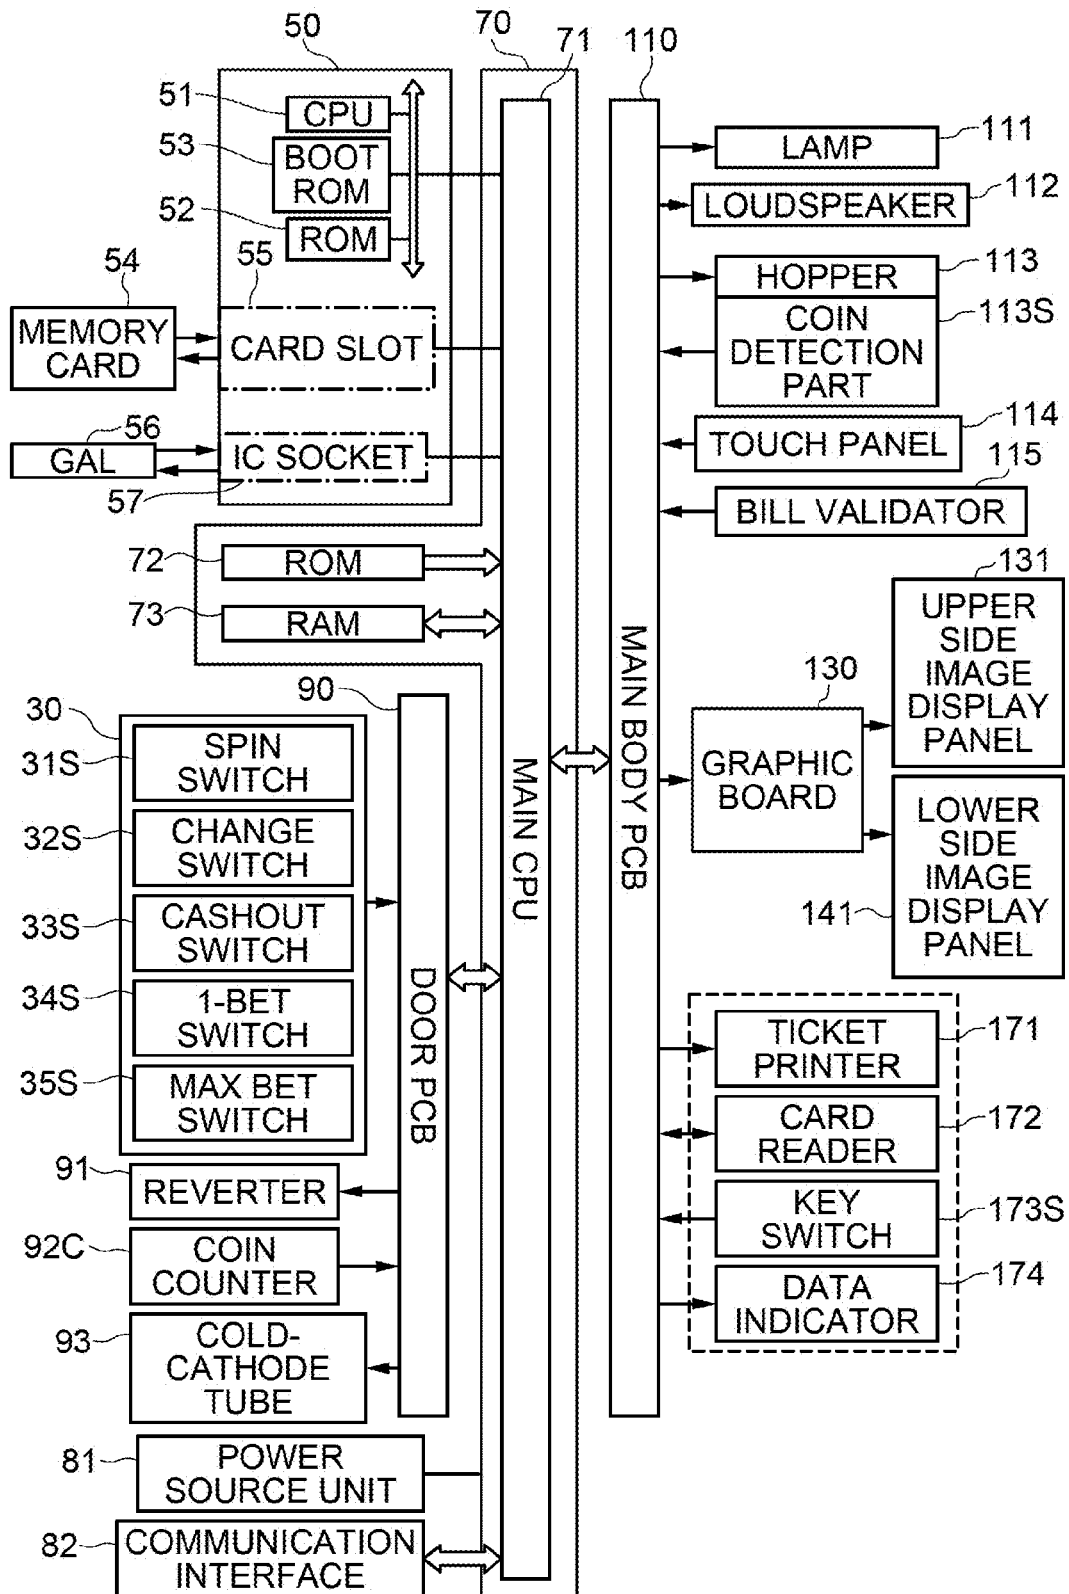 50
70
71
110
51
CPU
53
BOOT
ROM
52
ROM
55
54
MEMORY
CARD
CARD SLOT
56
GAL
IC SOCKET
57
72
ROM
73
RAM
90
30
31S
SPIN
SWITCH
32S
CHANGE
SWITCH
33S
CASHOUT
SWITCH
34S
1-BET
SWITCH
35S
MAX BET
SWITCH
91
REVERTER
92C
COIN
COUNTER
93
COLD-
CATHODE
TUBE
81
POWER
SOURCE UNIT
82
COMMUNICATION
INTERFACE
DOOR PCB
MAIN CPU
MAIN BODY PCB
LAMP
111
LOUDSPEAKER
112
HOPPER
113
COIN
DETECTION
PART
113S
TOUCH PANEL
114
115
BILL VALIDATOR
131
UPPER
SIDE
IMAGE
DISPLAY
PANEL
130
GRAPHIC
BOARD
LOWER
SIDE
IMAGE
DISPLAY
PANEL
141
TICKET
PRINTER
171
CARD
READER
172
KEY
SWITCH
173S
DATA
INDICATOR
174